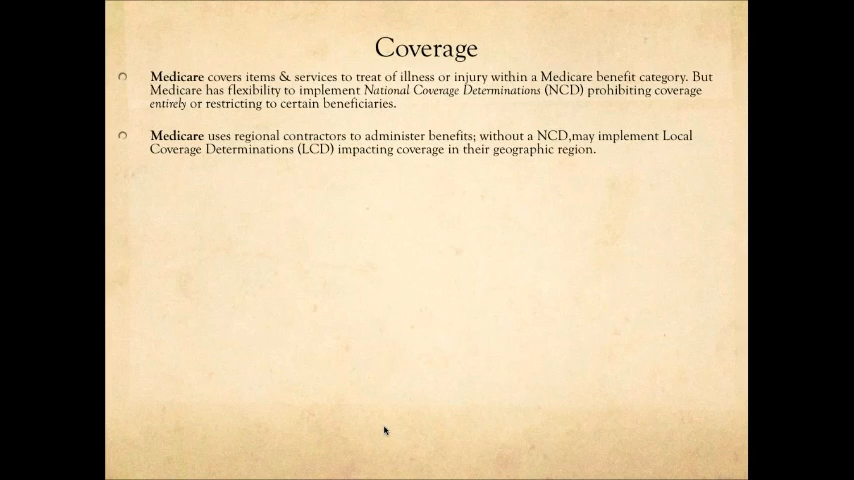 Coverage
Medicare covers items & services to treat of illness or injury within a Medicare benefit category. But
Medicare has flexibility to implement National Coverage Determinations (NCD) prohibiting coverage
entirely or restricting to certain beneficiaries.
Medicare uses regional contractors to administer benefits; without a NCD,may implement Local
Coverage Determinations (LCD) impacting coverage in their geographic region.